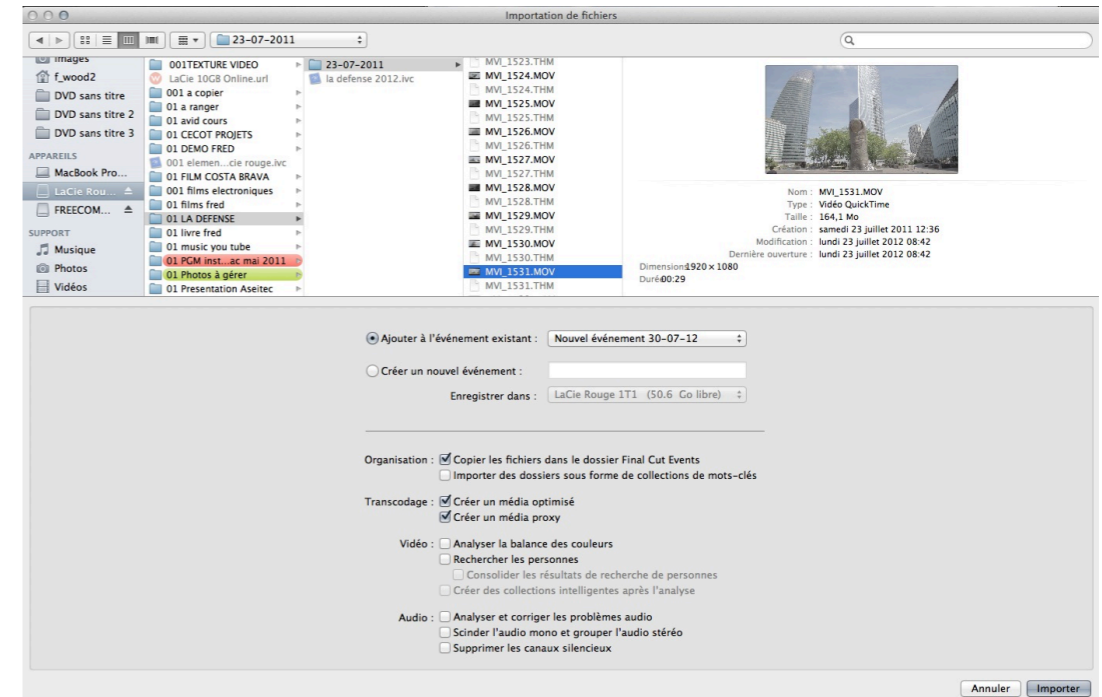 Importation de fichiers
23-07-2011
Images
f_wood2
DVD sans titre
DVD sans titre 2
DVD sans titre 3
APPAREILS
MacBook Pro...
LaCie Rou...
FREECOM...
SUPPORT
Musique
Photos
Vidéos
001TEXTURE VIDEO
LaCie 10GB Online.url
001 a copier
01 a ranger
01 avid cours
01 CECOT PROJETS
01 DEMO FRED
001 elemen...cie rouge.ivc
01 FILM COSTA BRAVA
001 films electroniques
01 films fred
01 LA DEFENSE
01 livre fred
01 music you tube
01 PGM inst...ac mai 2011
01 Photos à gérer
01 Presentation Aseitec
23-07-2011
la defense 2012.ivc
MVI_1523.THM
MVI_1524.MOV
MVI_1524.THM
MVI_1525.MOV
MVI_1525.THM
MVI_1526.MOV
MVI_1526.THM
MVI_1527.MOV
MVI_1527.THM
MVI_1528.MOV
MVI_1528.THM
MVI_1529.MOV
MVI_1529.THM
MVI_1530.MOV
MVI_1530.THM
MVI_1531.MOV
MVI_1531.THM
Nom : MVI_1531.MOV
Type : Vidéo QuickTime
Taille : 164,1 Mo
Création : samedi 23 juillet 2011 12:36
Modification : lundi 23 juillet 2012 08:42
Dernière ouverture : lundi 23 juillet 2012 08:42
Dimensions 1920 × 1080
Durée 00:29
Ajouter à l'événement existant : Nouvel événement 30-07-12
Créer un nouvel événement :
Enregistrer dans : LaCie Rouge 1T1 (50.6 Go libre)
Organisation : Copier les fichiers dans le dossier Final Cut Events
Importer des dossiers sous forme de collections de mots-clés
Transcodage : Créer un média optimisé
Créer un média proxy
Vidéo : Analyser la balance des couleurs
Rechercher les personnes
Consolider les résultats de recherche de personnes
Créer des collections intelligentes après l'analyse
Audio : Analyser et corriger les problèmes audio
Scinder l'audio mono et grouper l'audio stéréo
Supprimer les canaux silencieux
Annuler Importer